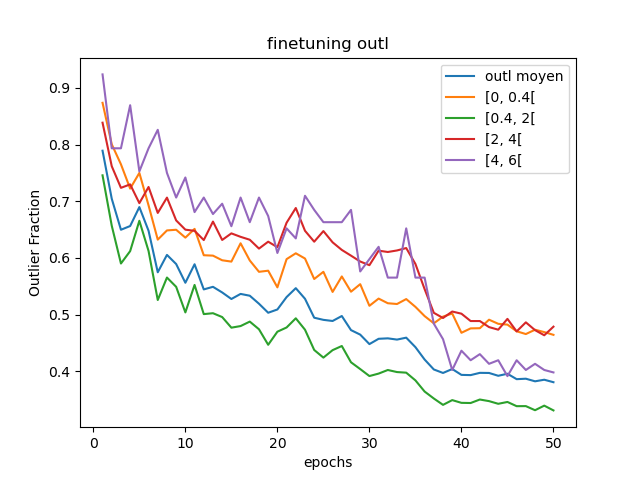 finetuning outl
outl moyen
[0, 0.4[
[0.4, 2[
[2, 4[
[4, 6[
Outlier Fraction
0.9
0.8
0.7
0.6
0.5
0.4
0 10 20 30 40 50
epochs